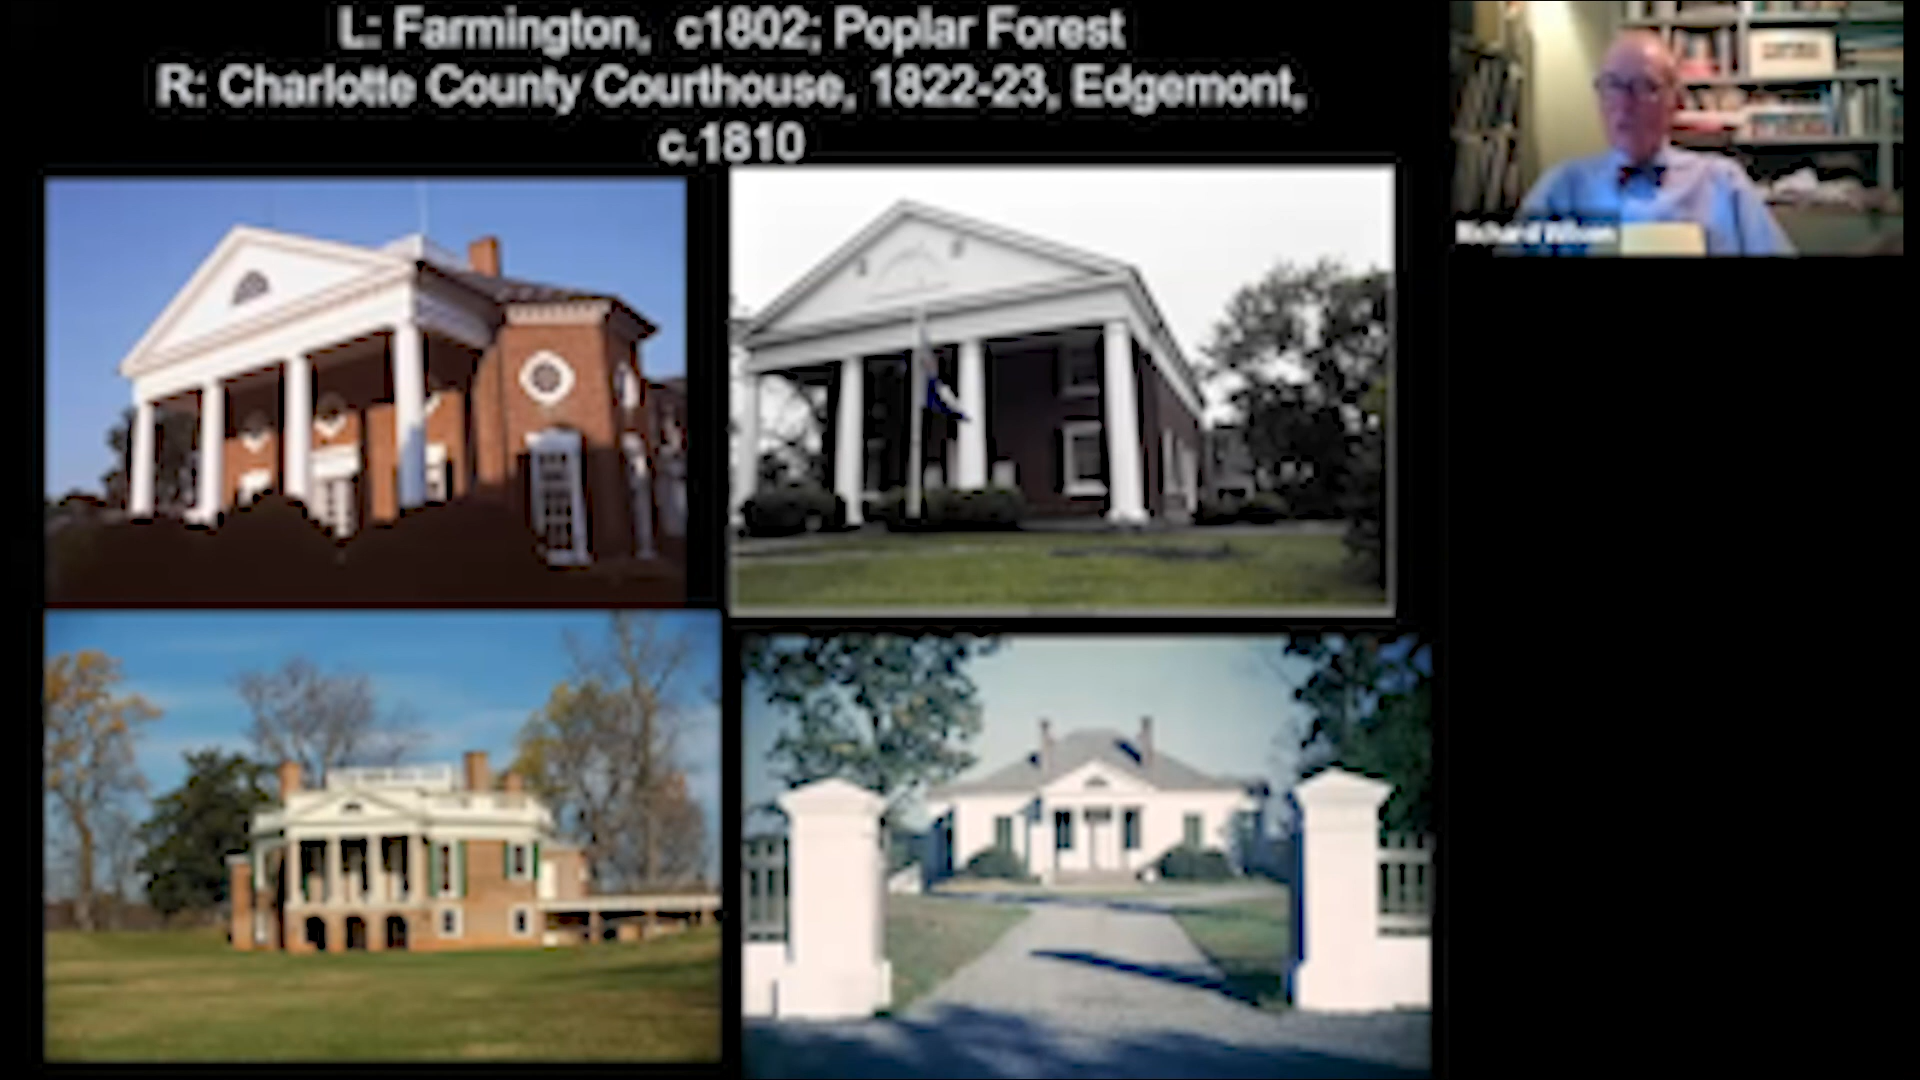 L: Farmington, c1802; Poplar Forest
R: Charlotte County Courthouse, 1822-23, Edgemont,
c.1810
Richard Wilson